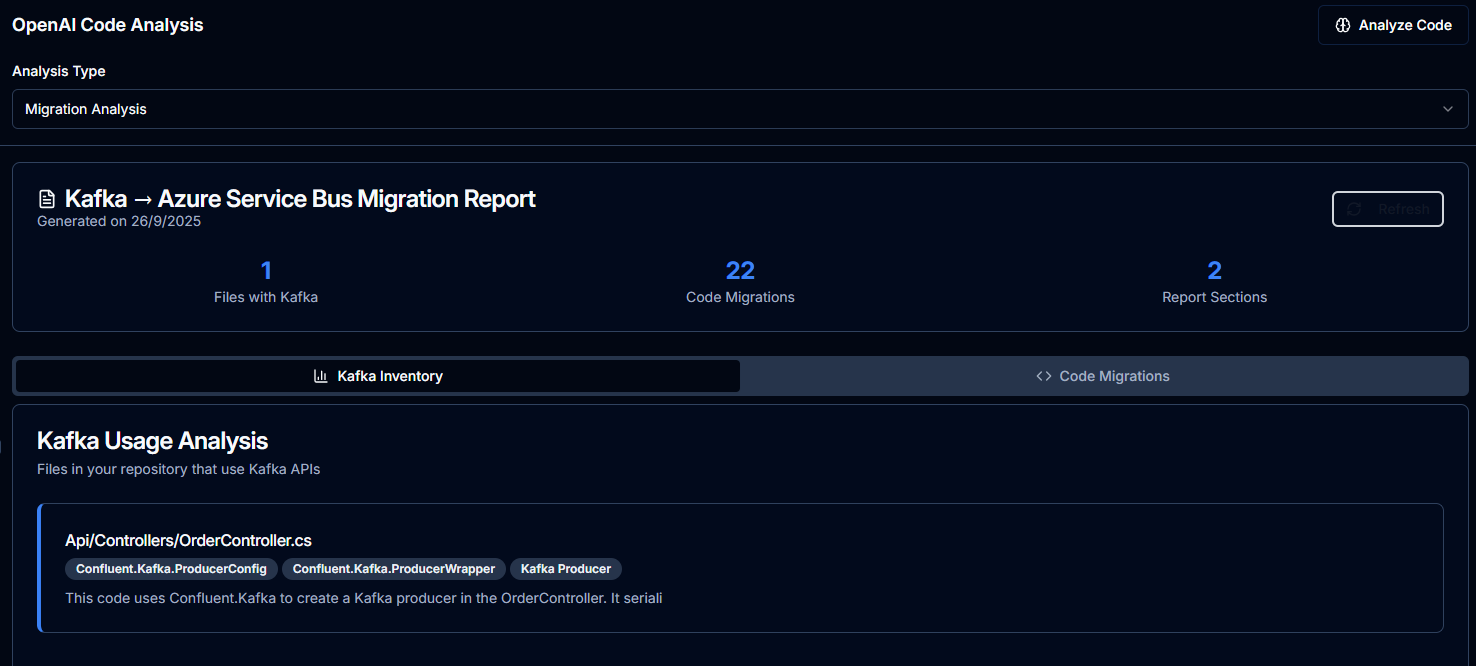 OpenAI Code Analysis
Analyze Code
Analysis Type
Migration Analysis
Kafka → Azure Service Bus Migration Report
Generated on 26/9/2025
Refresh
1
Files with Kafka
22
Code Migrations
2
Report Sections
Kafka Inventory
Code Migrations
Kafka Usage Analysis
Files in your repository that use Kafka APIs
Api/Controllers/OrderController.cs
Confluent.Kafka.ProducerConfig Confluent.Kafka.ProducerWrapper Kafka Producer
This code uses Confluent.Kafka to create a Kafka producer in the OrderController. It seriali